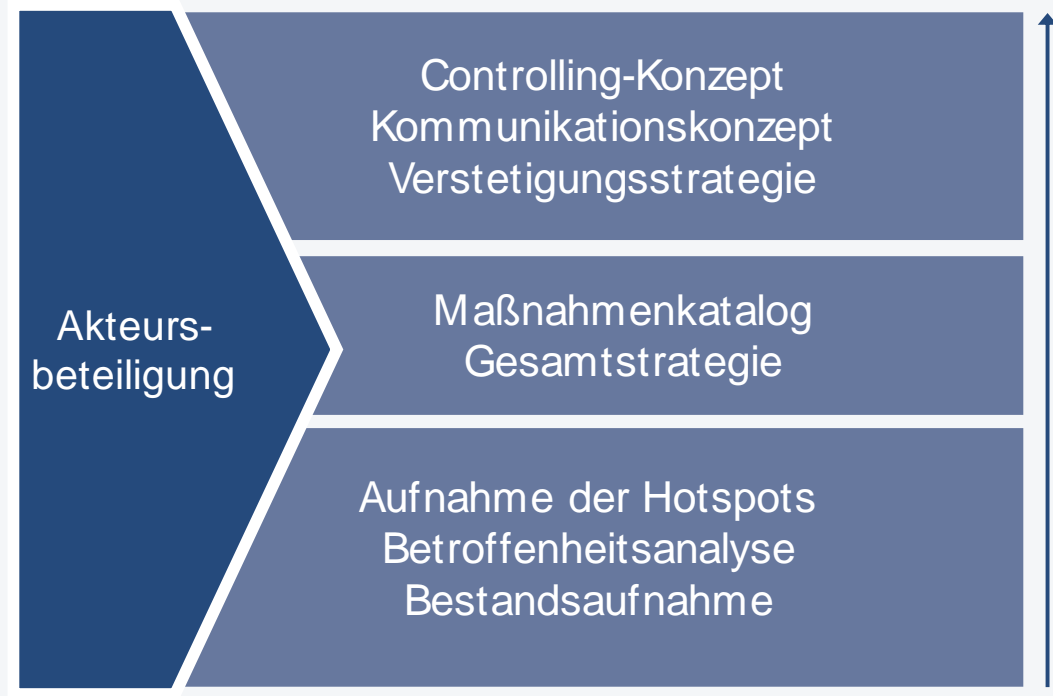 Akteurs-
beteiligung
Controlling-Konzept
Kommunikationskonzept
Verstetigungsstrategie
Maßnahmenkatalog
Gesamtstrategie
Aufnahme der Hotspots
Betroffenheitsanalyse
Bestandsaufnahme